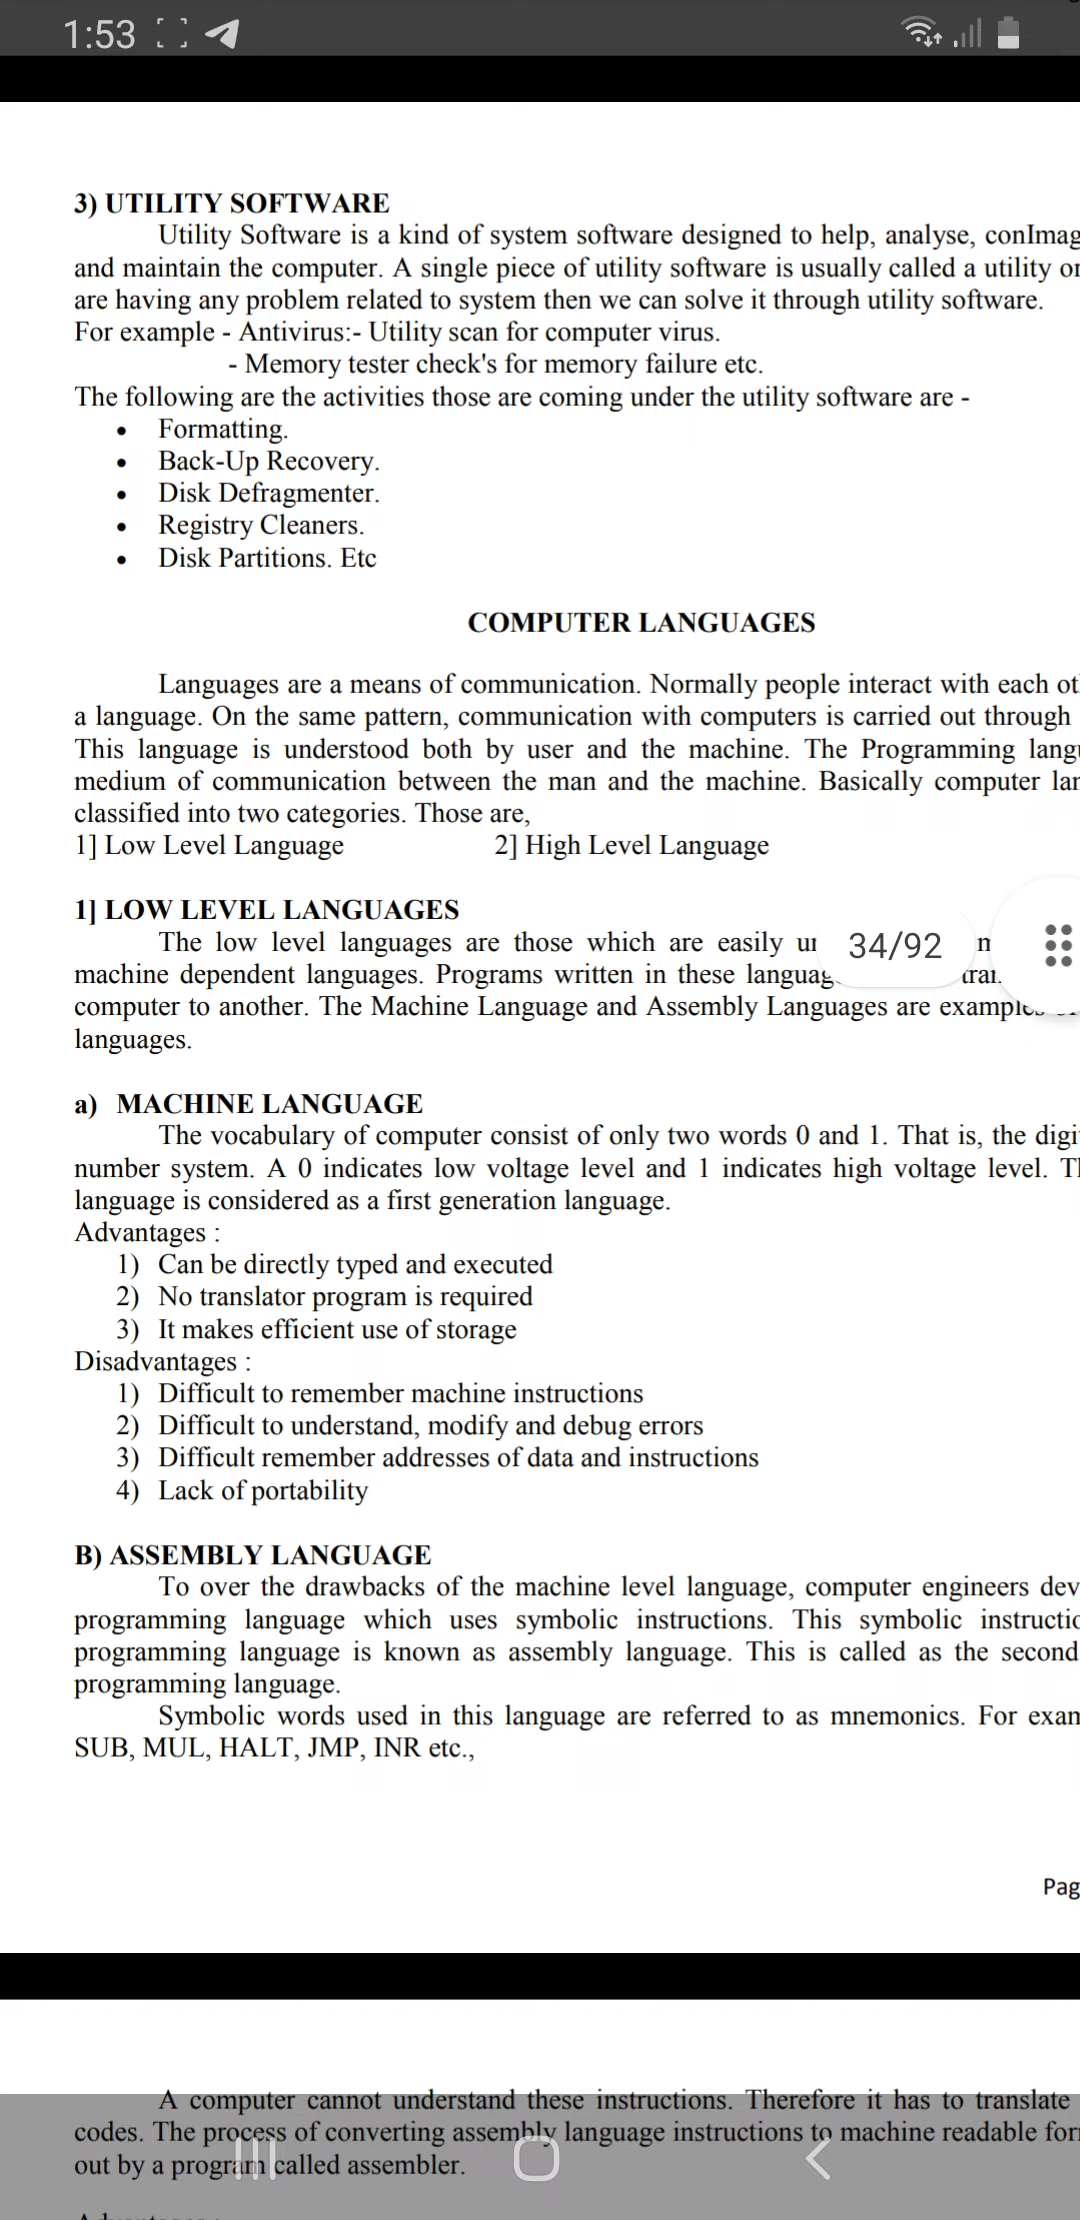 1:53
3) UTILITY SOFTWARE
Utility Software is a kind of system software designed to help, analyse, conImag
and maintain the computer. A single piece of utility software is usually called a utility or
are having any problem related to system then we can solve it through utility software.
For example - Antivirus:- Utility scan for computer virus.
- Memory tester check's for memory failure etc.
The following are the activities those are coming under the utility software are -
• Formatting.
• Back-Up Recovery.
• Disk Defragmenter.
• Registry Cleaners.
• Disk Partitions. Etc
COMPUTER LANGUAGES
Languages are a means of communication. Normally people interact with each
a language. On the same pattern, communication with computers is carried out through
This language is understood both by user and the machine. The Programming
medium of communication between the man and the machine. Basically computer
classified into two categories. Those are,
1] Low Level Language 2] High Level Language
1] LOW LEVEL LANGUAGES
The low level languages are those which are easily
34/92
machine dependent languages. Programs written in these
computer to another. The Machine Language and Assembly Languages are
languages.
a) MACHINE LANGUAGE
The vocabulary of computer consist of only two words 0 and 1. That is, the
number system. A 0 indicates low voltage level and 1 indicates high voltage level.
language is considered as a first generation language.
Advantages :
1) Can be directly typed and executed
2) No translator program is required
3) It makes efficient use of storage
Disadvantages :
1) Difficult to remember machine instructions
2) Difficult to understand, modify and debug errors
3) Difficult remember addresses of data and instructions
4) Lack of portability
B) ASSEMBLY LANGUAGE
To over the drawbacks of the machine level language, computer engineers dev
programming language which uses symbolic instructions. This symbolic
programming language is known as assembly language. This is called as the second
programming language.
Symbolic words used in this language are referred to as mnemonics. For
SUB, MUL, HALT, JMP, INR etc.,
Pag
A computer cannot understand these instructions. Therefore it has to translate
codes. The process of converting assembly language instructions to machine readable
out by a program called assembler.